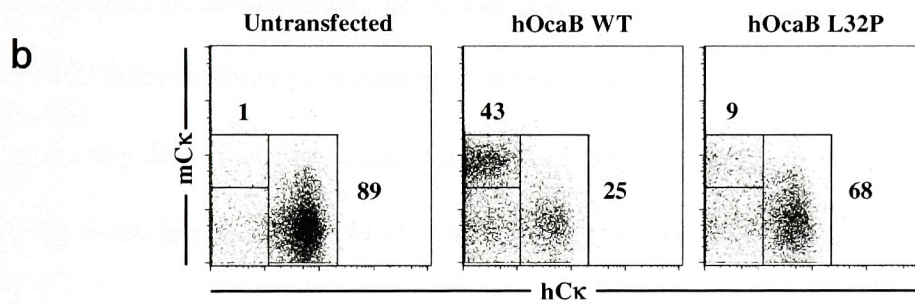 b
Untransfected
hOcaB WT
hOcaB L32P
mCκ
1
89
43
25
9
68
hCκ